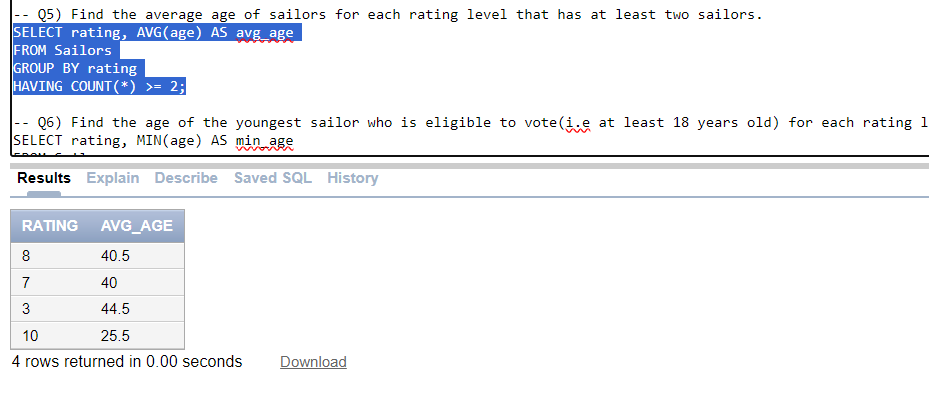 -- Q5) Find the average age of sailors for each rating level that has at least two sailors.
SELECT rating, AVG(age) AS avg_age
FROM Sailors
GROUP BY rating
HAVING COUNT(*) >= 2;
-- Q6) Find the age of the youngest sailor who is eligible to vote(i.e at least 18 years old) for each rating l
SELECT rating, MIN(age) AS min_age
Results Explain Describe Saved SQL History
RATING AVG_AGE
8 40.5
7 40
3 44.5
10 25.5
4 rows returned in 0.00 seconds Download